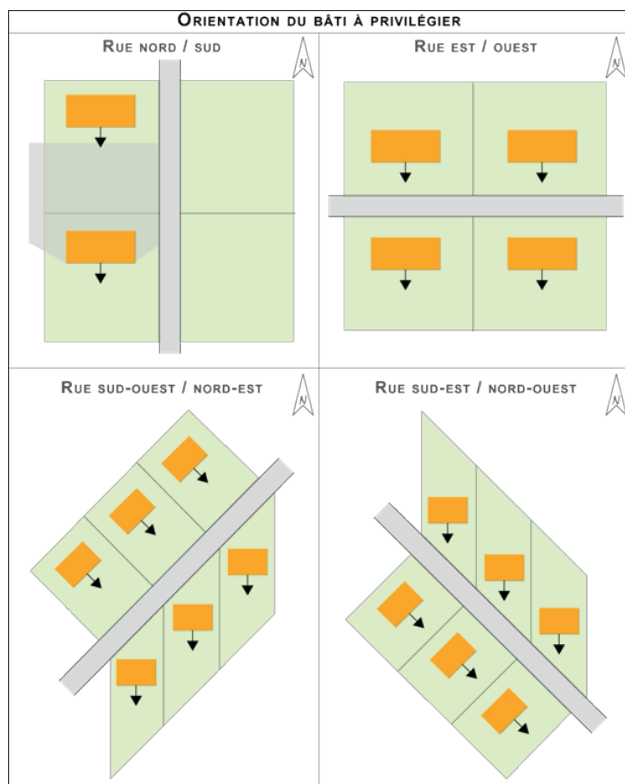 ORIENTATION DU BÂTI À PRIVILÉGIER
RUE NORD / SUD
N
RUE EST / OUEST
N
RUE SUD-OUEST / NORD-EST
N
RUE SUD-EST / NORD-OUEST
N